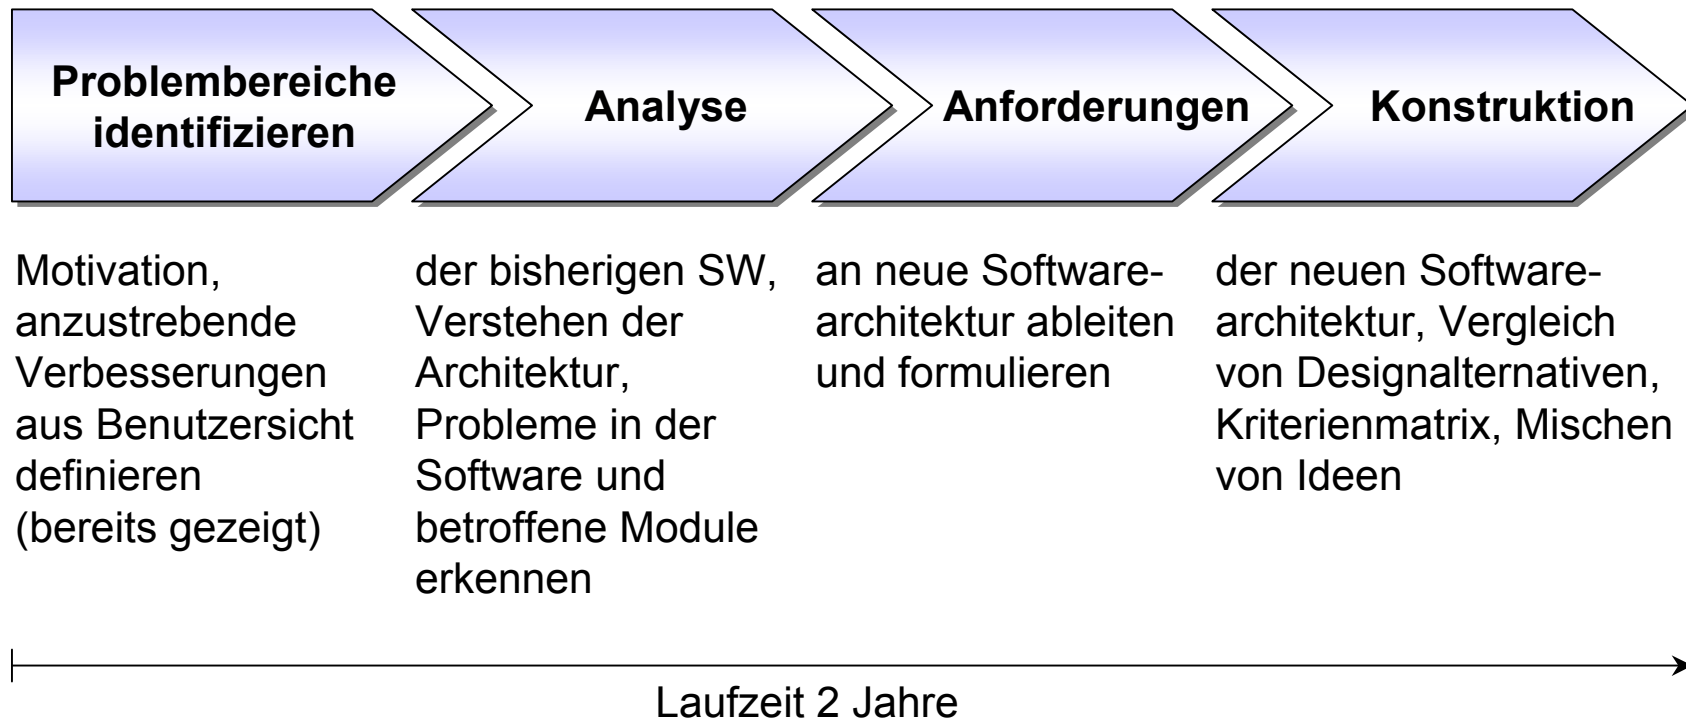 Problembereiche
identifizieren
Analyse
Anforderungen
Konstruktion
Motivation,
anzustrebende
Verbesserungen
aus Benutzersicht
definieren
(bereits gezeigt)
der bisherigen SW,
Verstehen der
Architektur,
Probleme in der
Software und
betroffene Module
erkennen
an neue Software-
architektur ableiten
und formulieren
der neuen Software-
architektur, Vergleich
von Designalternativen,
Kriterienmatrix, Mischen
von Ideen
Laufzeit 2 Jahre